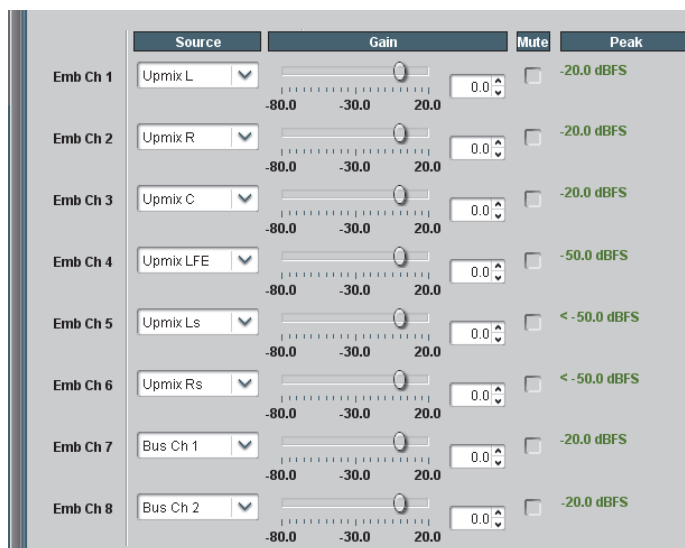 Source Gain Mute Peak
Emb Ch 1 Upmix L 0.0 -20.0 dBFS
-80.0 -30.0 20.0
Emb Ch 2 Upmix R 0.0 -20.0 dBFS
-80.0 -30.0 20.0
Emb Ch 3 Upmix C 0.0 -20.0 dBFS
-80.0 -30.0 20.0
Emb Ch 4 Upmix LFE 0.0 -50.0 dBFS
-80.0 -30.0 20.0
Emb Ch 5 Upmix Ls 0.0 < -50.0 dBFS
-80.0 -30.0 20.0
Emb Ch 6 Upmix Rs 0.0 < -50.0 dBFS
-80.0 -30.0 20.0
Emb Ch 7 Bus Ch 1 0.0 -20.0 dBFS
-80.0 -30.0 20.0
Emb Ch 8 Bus Ch 2 0.0 -20.0 dBFS
-80.0 -30.0 20.0